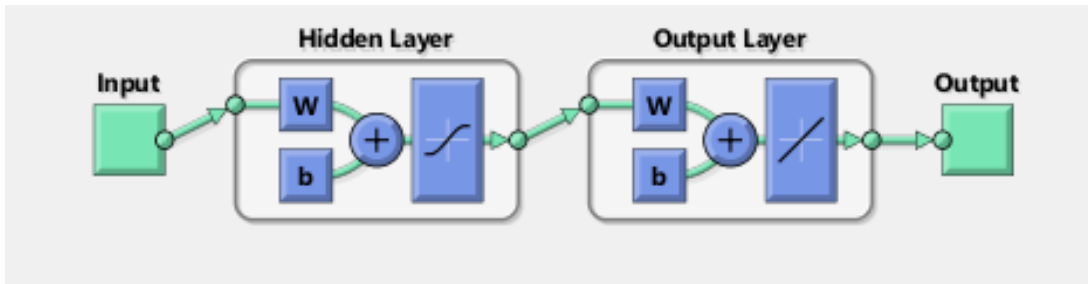 Hidden Layer
Output Layer
Input
Output
W
b
+
W
b
+